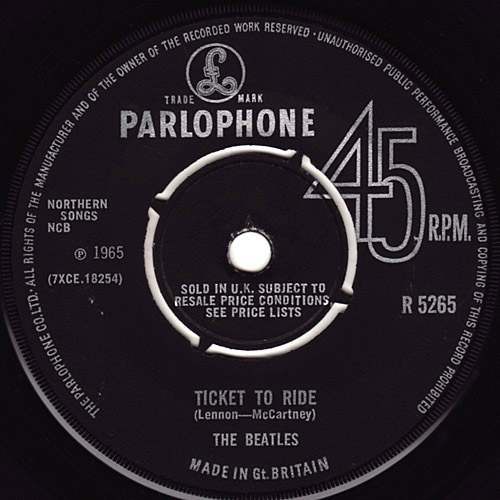 THE PARLOPHONE CO. LTD. · ALL RIGHTS OF THE MANUFACTURER AND OF THE OWNER OF THE RECORDED WORK RESERVED · UNAUTHORISED PUBLIC PERFORMANCE BROADCASTING AND COPYING OF THIS RECORD PROHIBITED
£
TRADE MARK
PARLOPHONE
45
R.P.M.
NORTHERN
SONGS
NCB
℗ 1965
(7XCE.18254)
SOLD IN U.K. SUBJECT TO
RESALE PRICE CONDITIONS,
SEE PRICE LISTS
R 5265
TICKET TO RIDE
(Lennon—McCartney)
THE BEATLES
MADE IN Gt. BRITAIN